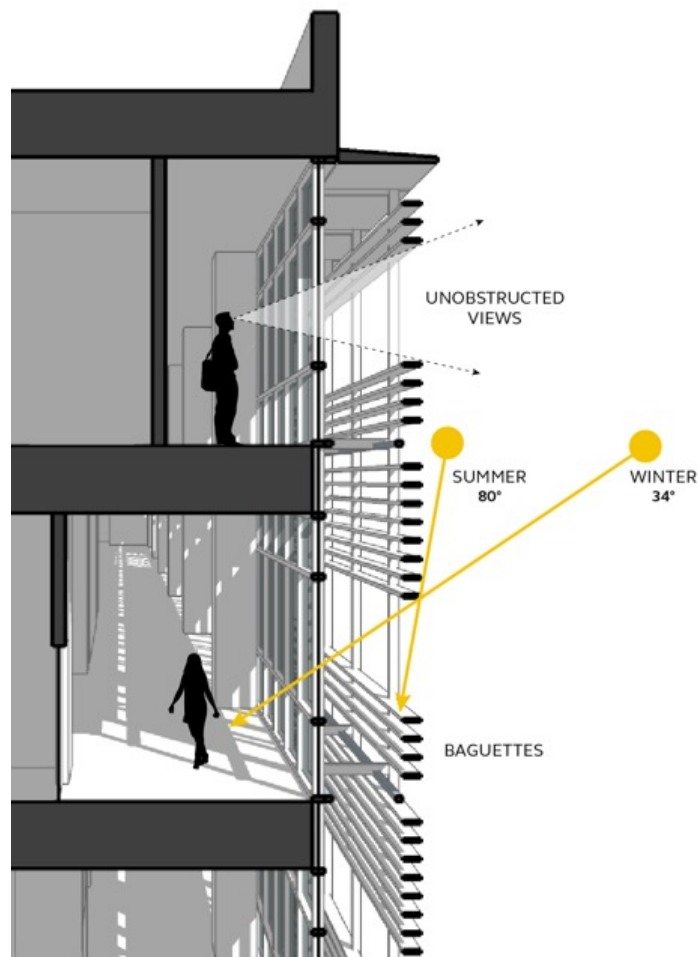 UNOBSTRUCTED
VIEWS
SUMMER
80°
WINTER
34°
BAGUETTES